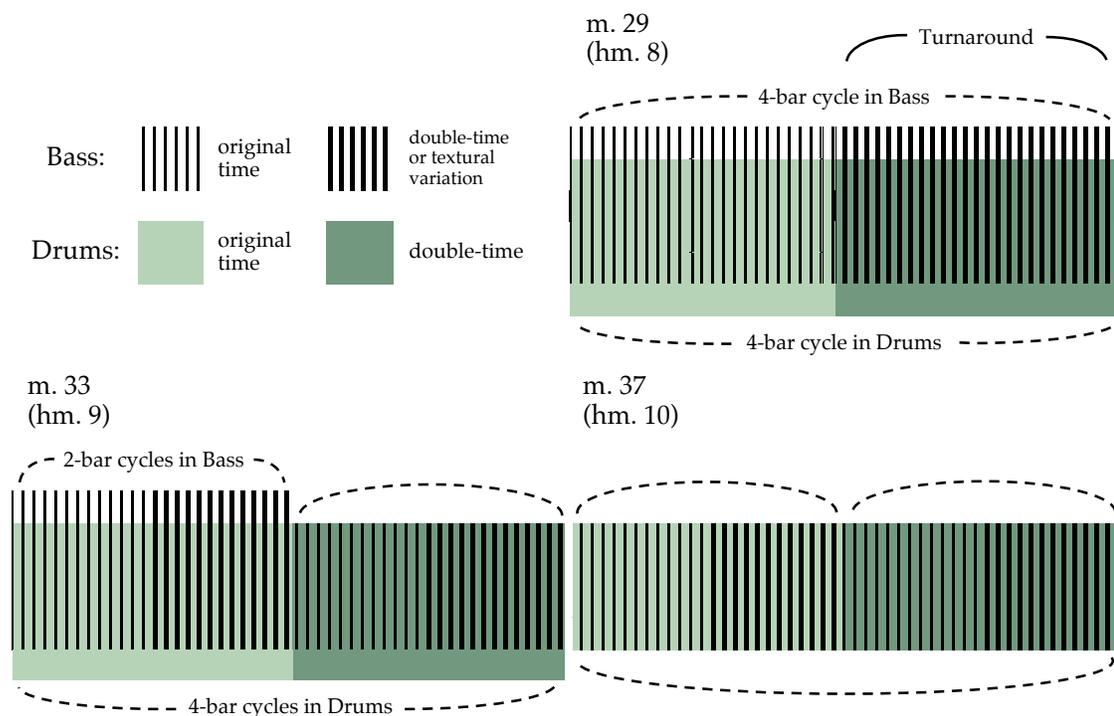 m. 29
(hm. 8)
Turnaround
4-bar cycle in Bass
Bass:
original
time
double-time
or textural
variation
Drums:
original
time
double-time
4-bar cycle in Drums
m. 33
(hm. 9)
m. 37
(hm. 10)
2-bar cycles in Bass
4-bar cycles in Drums